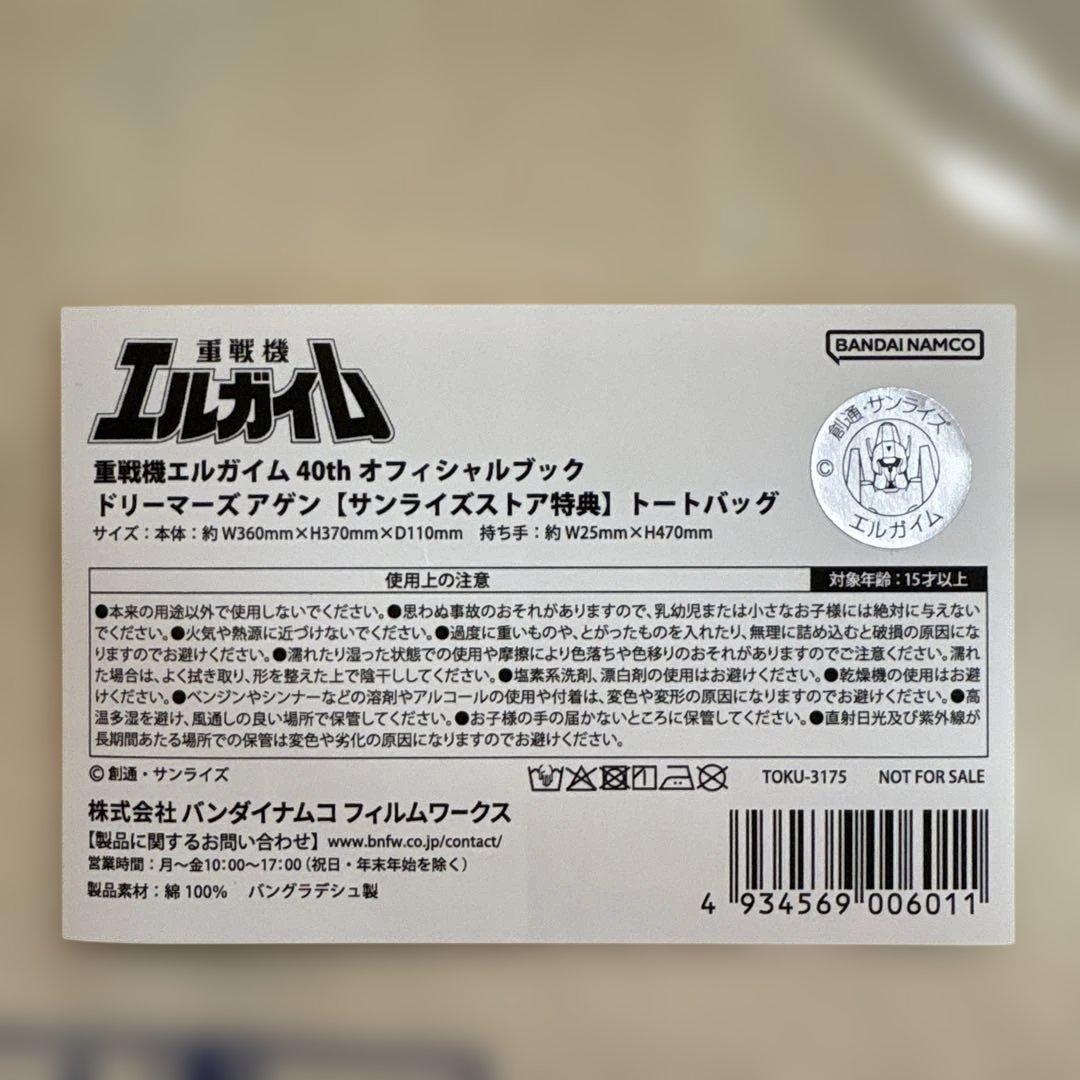 重戦機
エルガイム
BANDAI NAMCO
創通・サンライズ
©
エルガイム
重戦機エルガイム 40th オフィシャルブック
ドリーマーズ アゲン【サンライズストア特典】トートバッグ
サイズ：本体：約 W360mm×H370mm×D110mm　持ち手：約 W25mm×H470mm
使用上の注意
対象年齢：15才以上
●本来の用途以外で使用しないでください。●思わぬ事故のおそれがありますので、乳幼児または小さなお子様には絶対に与えない
でください。●火気や熱源に近づけないでください。●過度に重いものや、とがったものを入れたり、無理に詰め込むと破損の原因にな
りますのでお避けください。●濡れたり湿った状態での使用や摩擦により色落ちや色移りのおそれがありますのでご注意ください。濡れ
た場合は、よく拭き取り、形を整えた上で陰干ししてください。●塩素系洗剤、漂白剤の使用はお避けください。●乾燥機の使用はお避
けください。●ベンジンやシンナーなどの溶剤やアルコールの使用や付着は、変色や変形の原因になりますのでお避けください。●高
温多湿を避け、風通しの良い場所で保管してください。●お子様の手の届かないところに保管してください。●直射日光及び紫外線が
長期間あたる場所での保管は変色や劣化の原因になりますのでお避けください。
© 創通・サンライズ
TOKU-3175　NOT FOR SALE
株式会社 バンダイナムコ フィルムワークス
【製品に関するお問い合わせ】www.bnfw.co.jp/contact/
営業時間：月〜金10:00〜17:00（祝日・年末年始を除く）
製品素材：綿 100%　バングラデシュ製
4 934569 006011